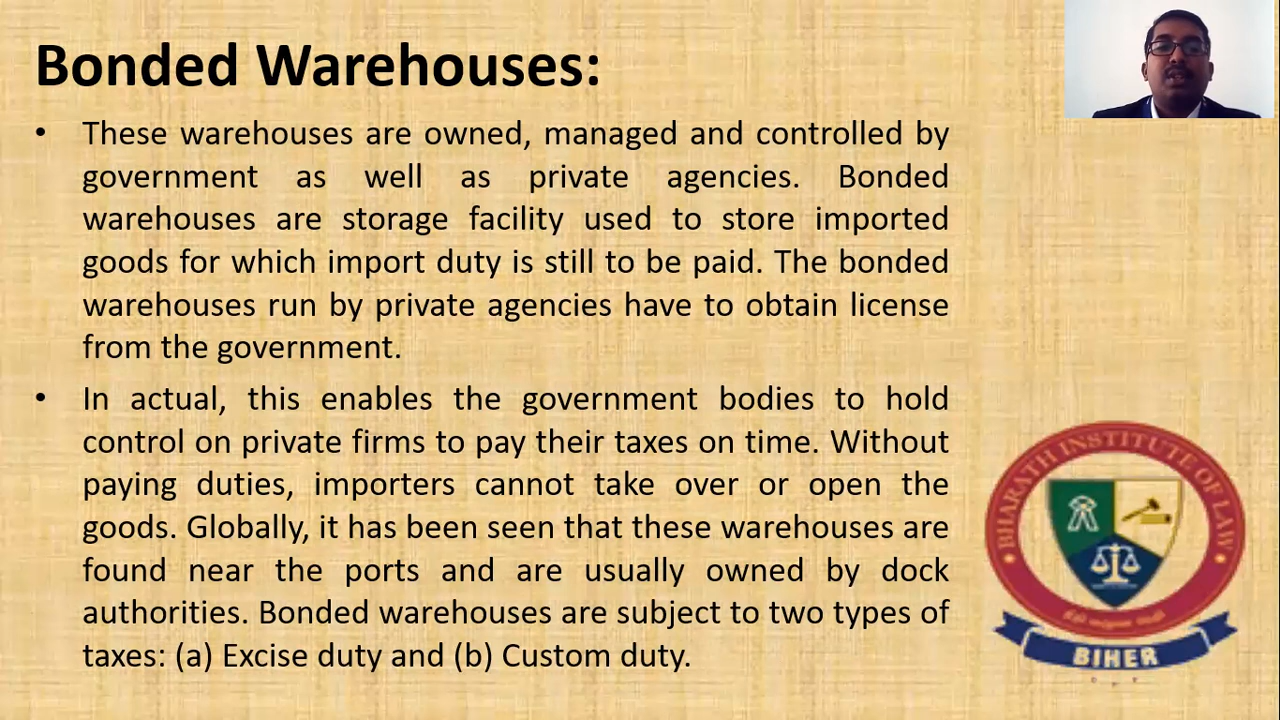 Bonded Warehouses:
• These warehouses are owned, managed and controlled by
government as well as private agencies. Bonded
warehouses are storage facility used to store imported
goods for which import duty is still to be paid. The bonded
warehouses run by private agencies have to obtain license
from the government.
• In actual, this enables the government bodies to hold
control on private firms to pay their taxes on time. Without
paying duties, importers cannot take over or open the
goods. Globally, it has been seen that these warehouses are
found near the ports and are usually owned by dock
authorities. Bonded warehouses are subject to two types of
taxes: (a) Excise duty and (b) Custom duty.
BHARATH INSTITUTE OF LAW
BIHER